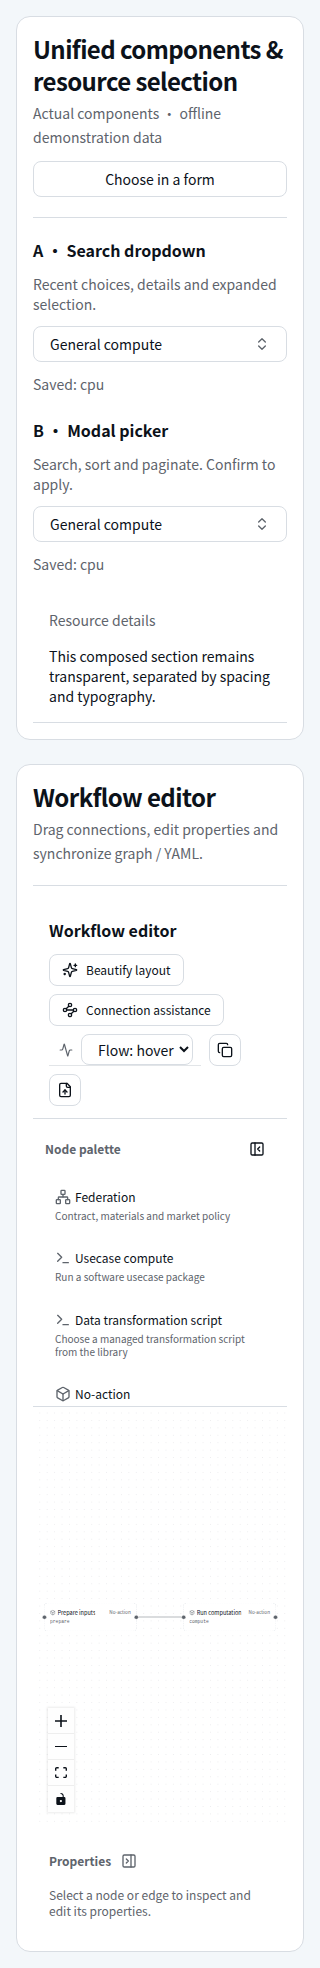 Unified components &
resource selection
Actual components • offline
demonstration data
Choose in a form
A • Search dropdown
Recent choices, details and expanded
selection.
General compute
Saved: cpu
B • Modal picker
Search, sort and paginate. Confirm to
apply.
General compute
Saved: cpu
Resource details
This composed section remains
transparent, separated by spacing
and typography.
Workflow editor
Drag connections, edit properties and
synchronize graph / YAML.
Workflow editor
Beautify layout
Connection assistance
Flow: hover
Node palette
Federation
Contract, materials and market policy
Usecase compute
Run a software usecase package
Data transformation script
Choose a managed transformation script
from the library
No-action
Prepare inputs No-action
prepare
Run computation No-action
compute
Properties
Select a node or edge to inspect and
edit its properties.